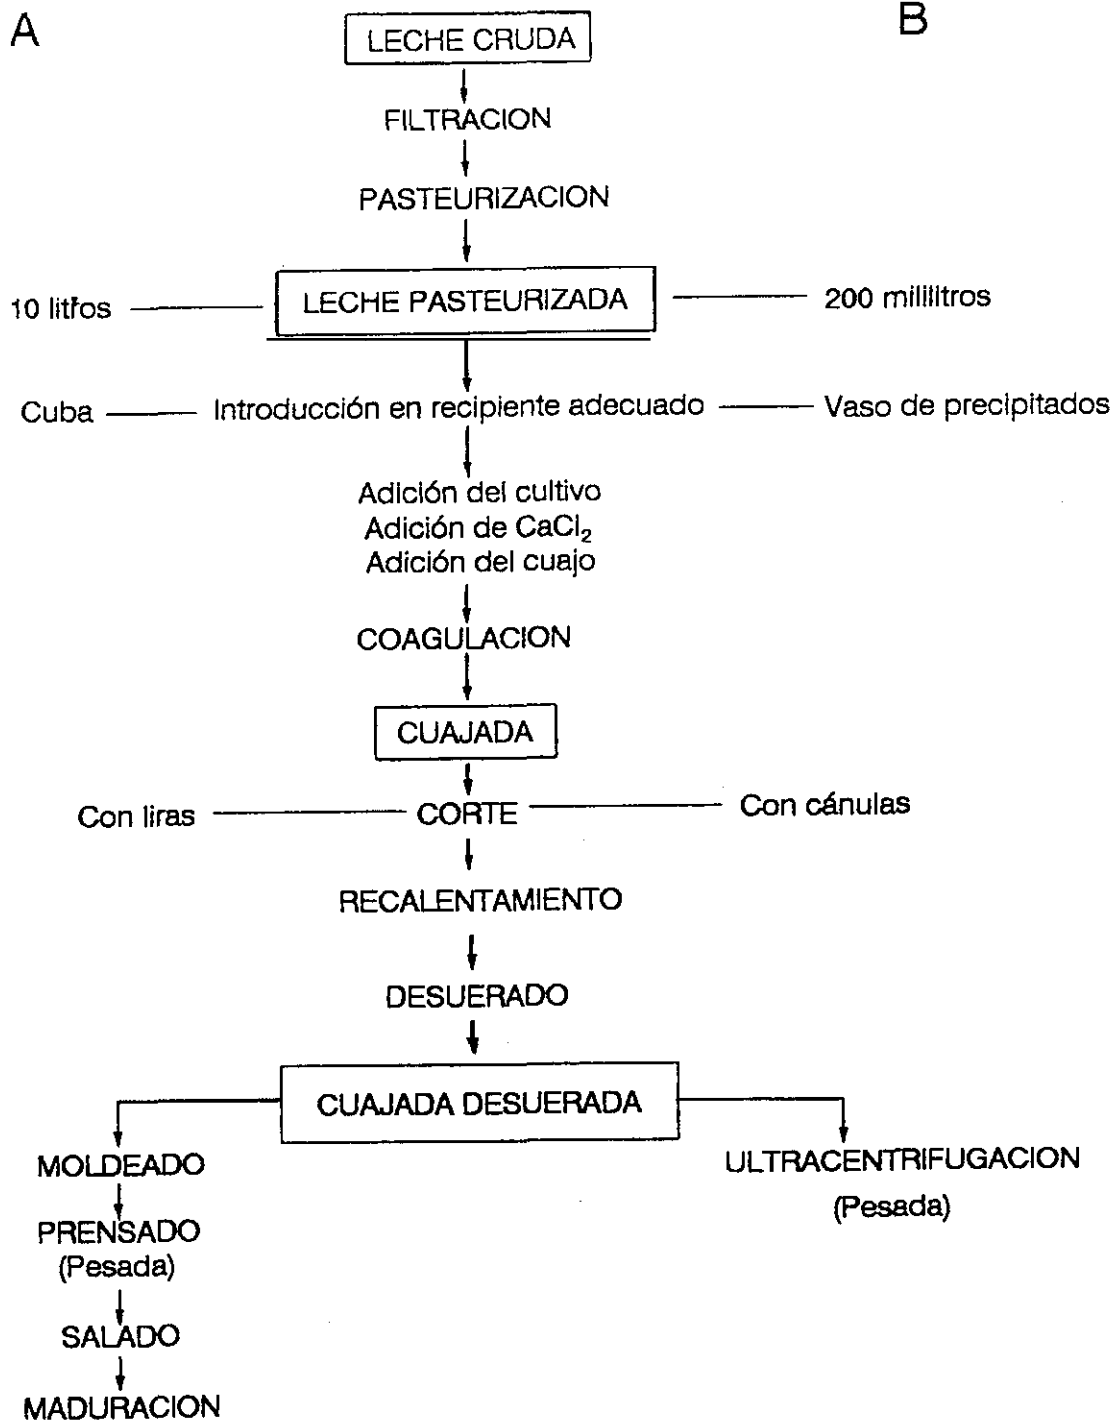 A
B
LECHE CRUDA
FILTRACION
PASTEURIZACION
10 litros
LECHE PASTEURIZADA
200 mililitros
Cuba
Introducción en recipiente adecuado
Vaso de precipitados
Adición del cultivo
Adición de CaCl₂
Adición del cuajo
COAGULACION
CUAJADA
Con liras
CORTE
Con cánulas
RECALENTAMIENTO
DESUERADO
CUAJADA DESUERADA
MOLDEADO
ULTRACENTRIFUGACION
(Pesada)
PRENSADO
(Pesada)
SALADO
MADURACION